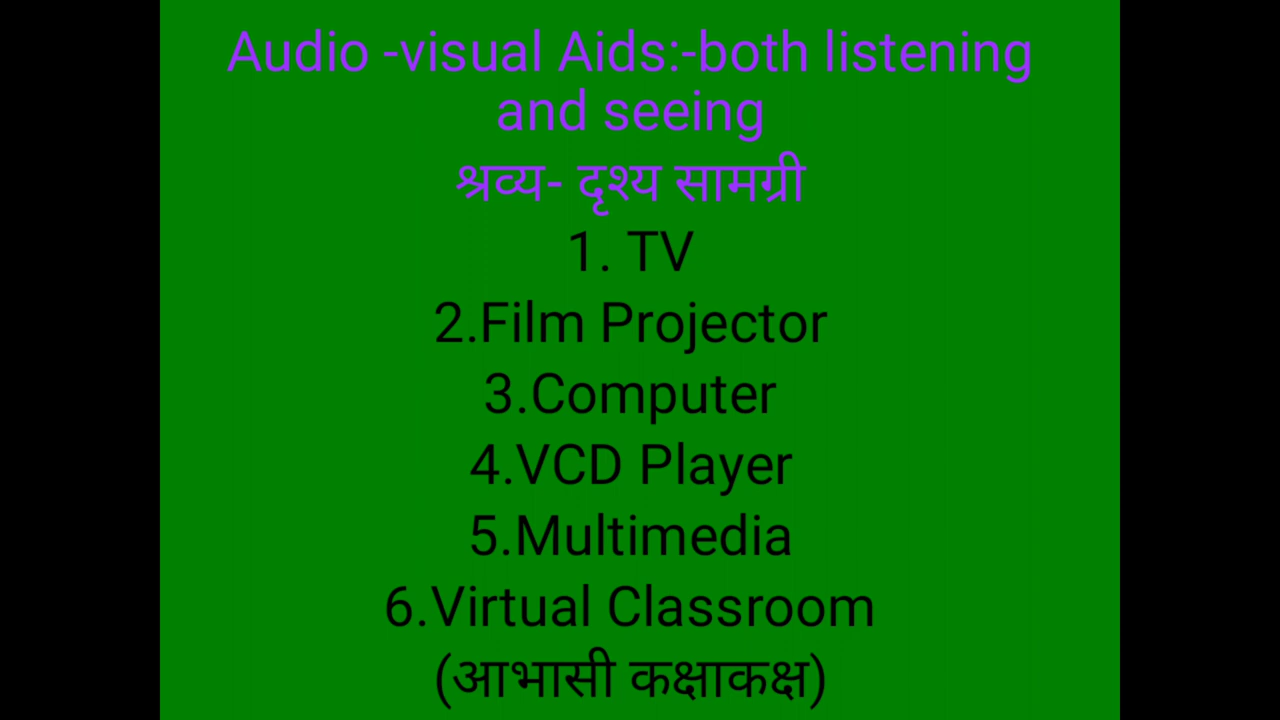 Audio -visual Aids:-both listening
and seeing
श्रव्य- दृश्य सामग्री
1. TV
2.Film Projector
3.Computer
4.VCD Player
5.Multimedia
6.Virtual Classroom
(आभासी कक्षाकक्ष)